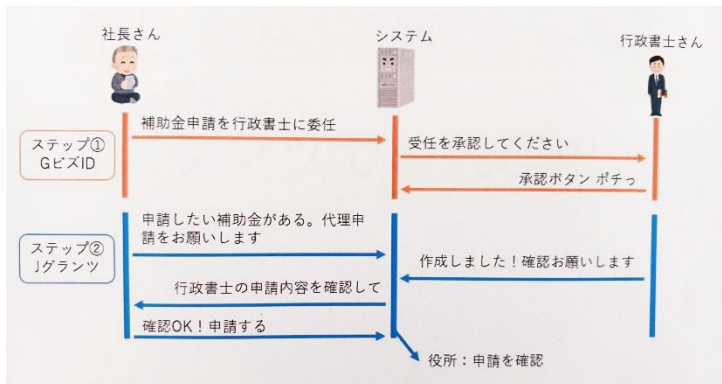 社長さん
システム
行政書士さん
ステップ①
GビズID
補助金申請を行政書士に委任
受任を承認してください
承認ボタン ポチっ
ステップ②
Jグランツ
申請したい補助金がある。代理申
請をお願いします
作成しました！確認お願いします
行政書士の申請内容を確認して
確認OK！申請する
役所：申請を確認